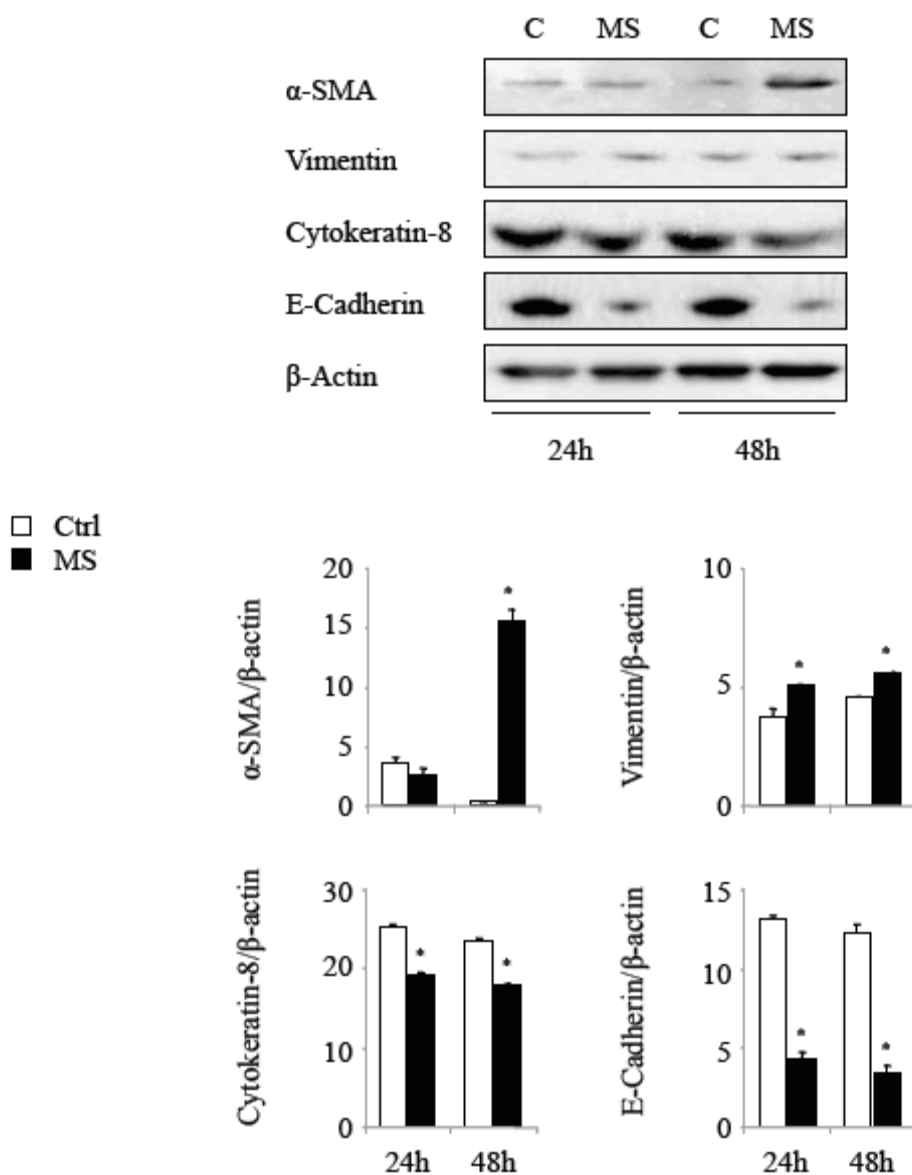 C MS C MS
α-SMA
Vimentin
Cytokeratin-8
E-Cadherin
β-Actin
24h 48h
Ctrl
MS
α-SMA/β-actin
20
15
10
5
0
*
Vimentin/β-actin
10
5
0
* *
Cytokeratin-8/β-actin
30
20
10
0
* *
24h 48h
E-Cadherin/β-actin
15
10
5
0
* *
24h 48h